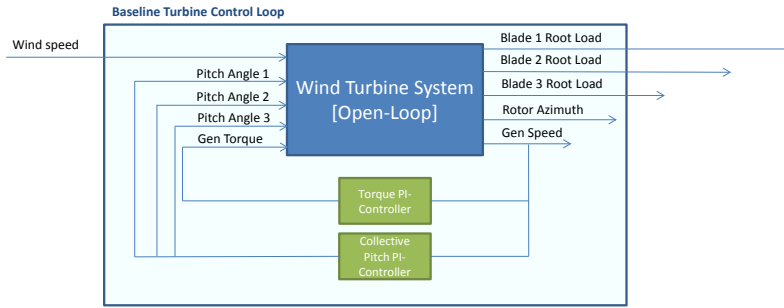 Baseline Turbine Control Loop
Wind speed
Pitch Angle 1
Pitch Angle 2
Pitch Angle 3
Gen Torque
Wind Turbine System
[Open-Loop]
Blade 1 Root Load
Blade 2 Root Load
Blade 3 Root Load
Rotor Azimuth
Gen Speed
Torque PI-
Controller
Collective
Pitch PI-
Controller